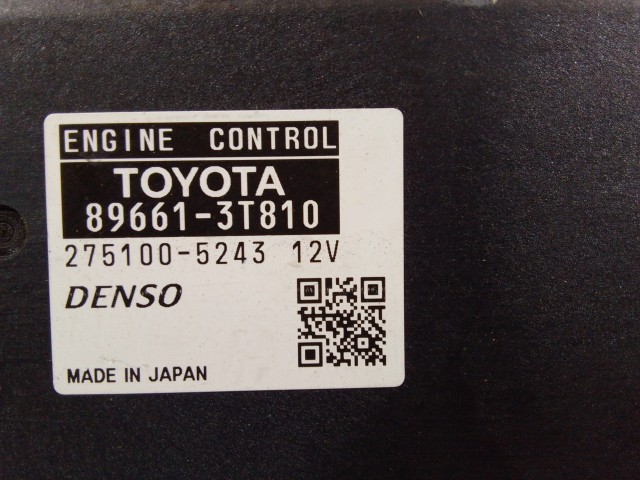 ENGINE CONTROL
TOYOTA
89661-3T810
275100-5243 12V
DENSO
MADE IN JAPAN